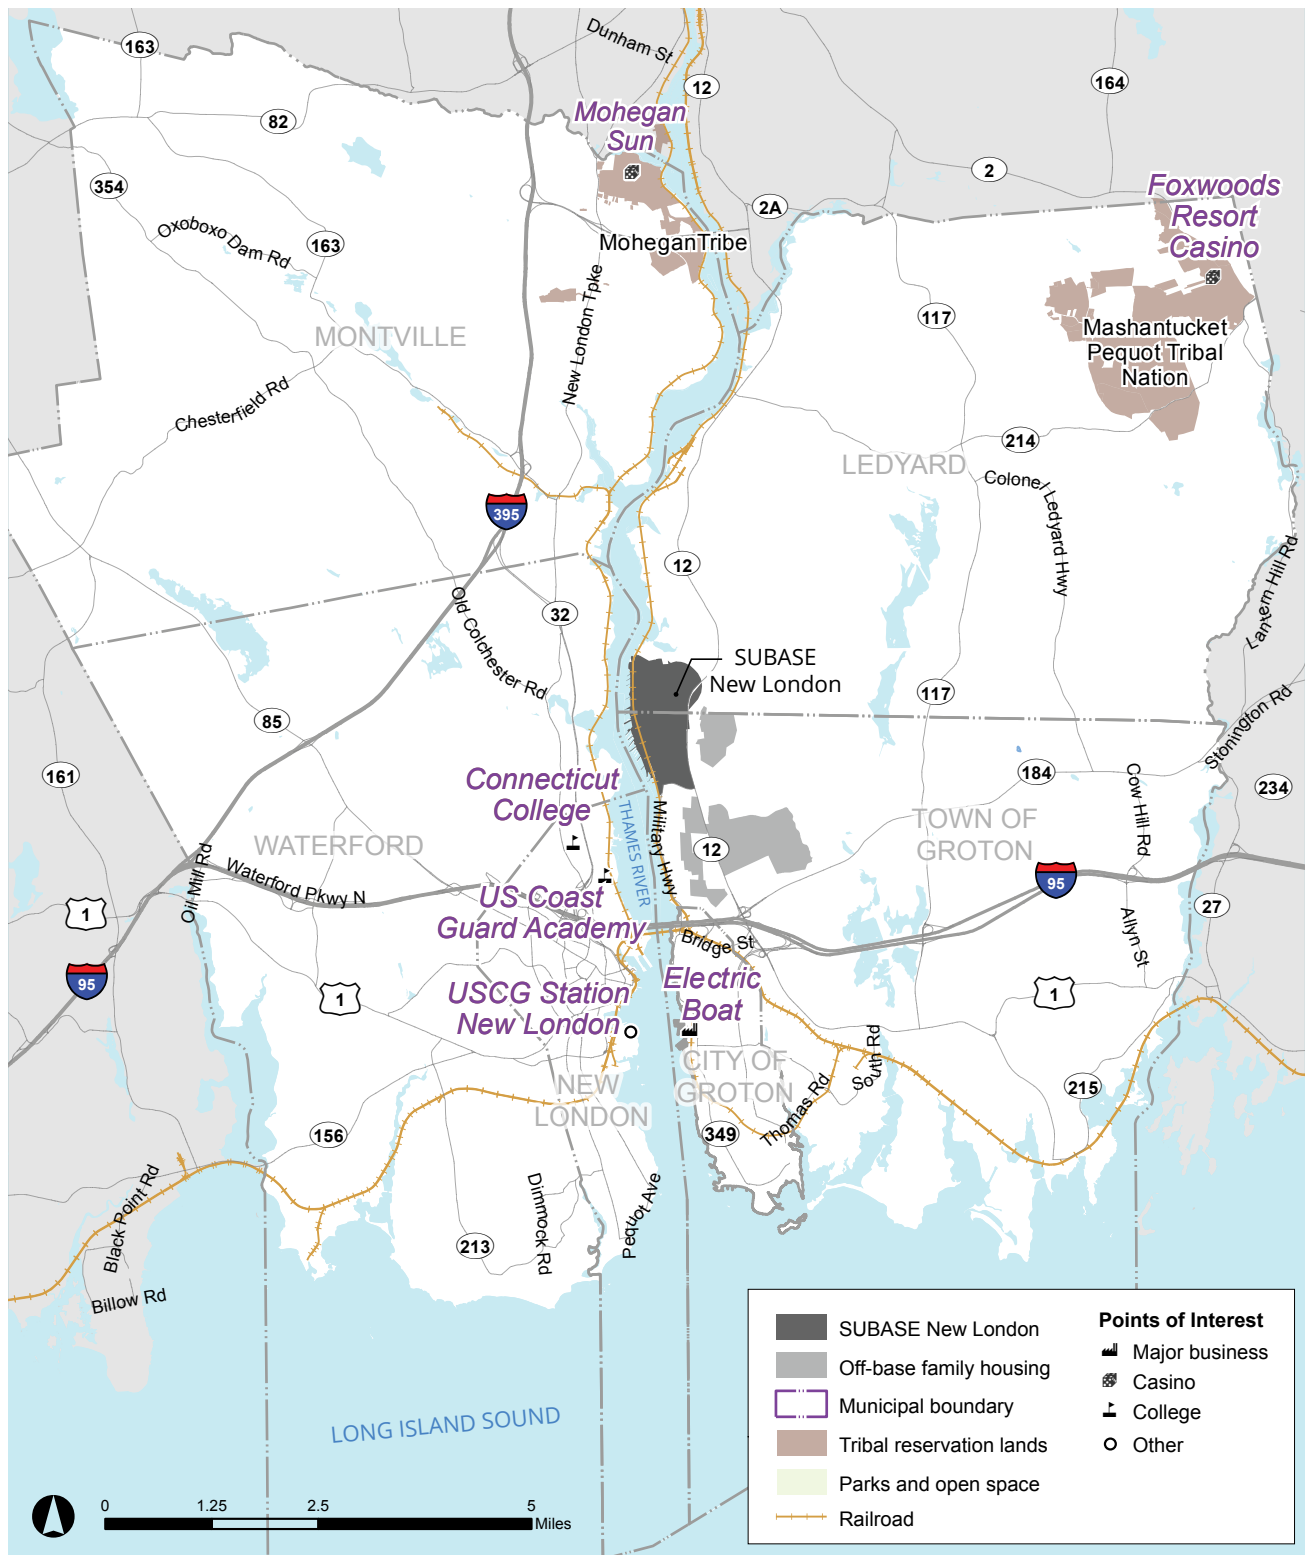 Dunham St
163
12
164
Mohegan
Sun
82
2
354
Foxwoods
Resort
Casino
2A
Oxoboxo Dam Rd
163
MoheganTribe
New London Tpke
117
MONTVILLE
Mashantucket
Pequot Tribal
Nation
Chesterfield Rd
214
LEDYARD
Colonel Ledyard Hwy
395
12
Lantern Hill Rd
Old Colchester Rd
32
SUBASE
New London
117
Stonington Rd
85
161
Connecticut
College
184
Cow Hill Rd
234
THAMES RIVER
Military Hwy
TOWN OF
GROTON
WATERFORD
12
Oil Mill Rd
Waterford Pkwy N
95
US Coast
Guard Academy
1
27
Allyn St
Bridge St
95
USCG Station
New London
Electric
Boat
1
1
CITY OF
GROTON
South Rd
NEW
LONDON
Thomas Rd
215
156
349
Black Point Rd
Dimmock Rd
Pequot Ave
213
Billow Rd
LONG ISLAND SOUND
0 1.25 2.5 5
Miles
SUBASE New London
Off-base family housing
Municipal boundary
Tribal reservation lands
Parks and open space
Railroad
Points of Interest
Major business
Casino
College
Other